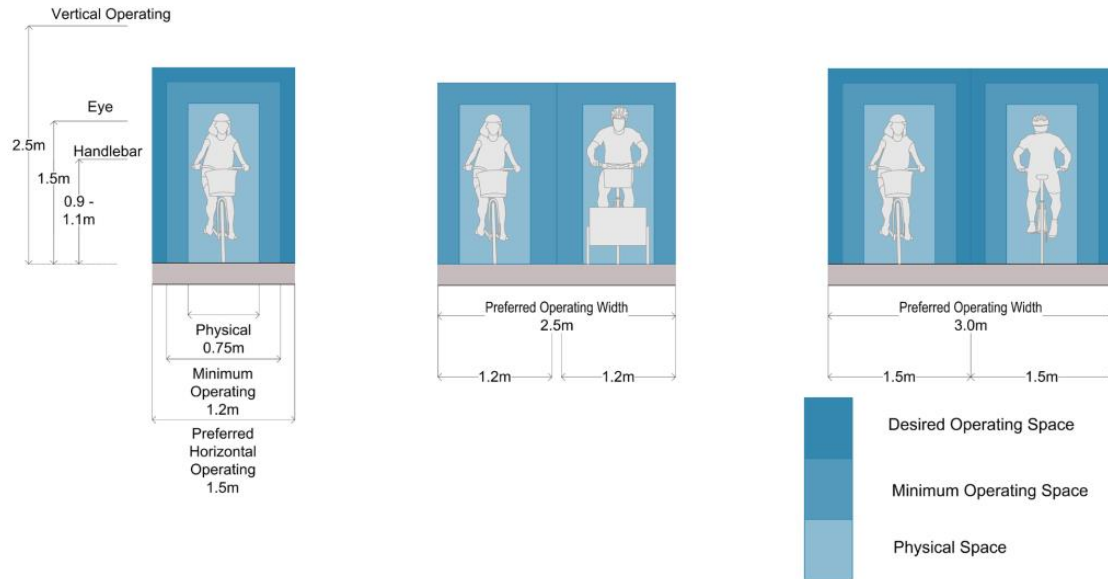 Vertical Operating
Eye
Handlebar
2.5m
1.5m
0.9 -
1.1m
Physical
0.75m
Minimum
Operating
1.2m
Preferred
Horizontal
Operating
1.5m
Preferred Operating Width
2.5m
1.2m
1.2m
Preferred Operating Width
3.0m
1.5m
1.5m
Desired Operating Space
Minimum Operating Space
Physical Space